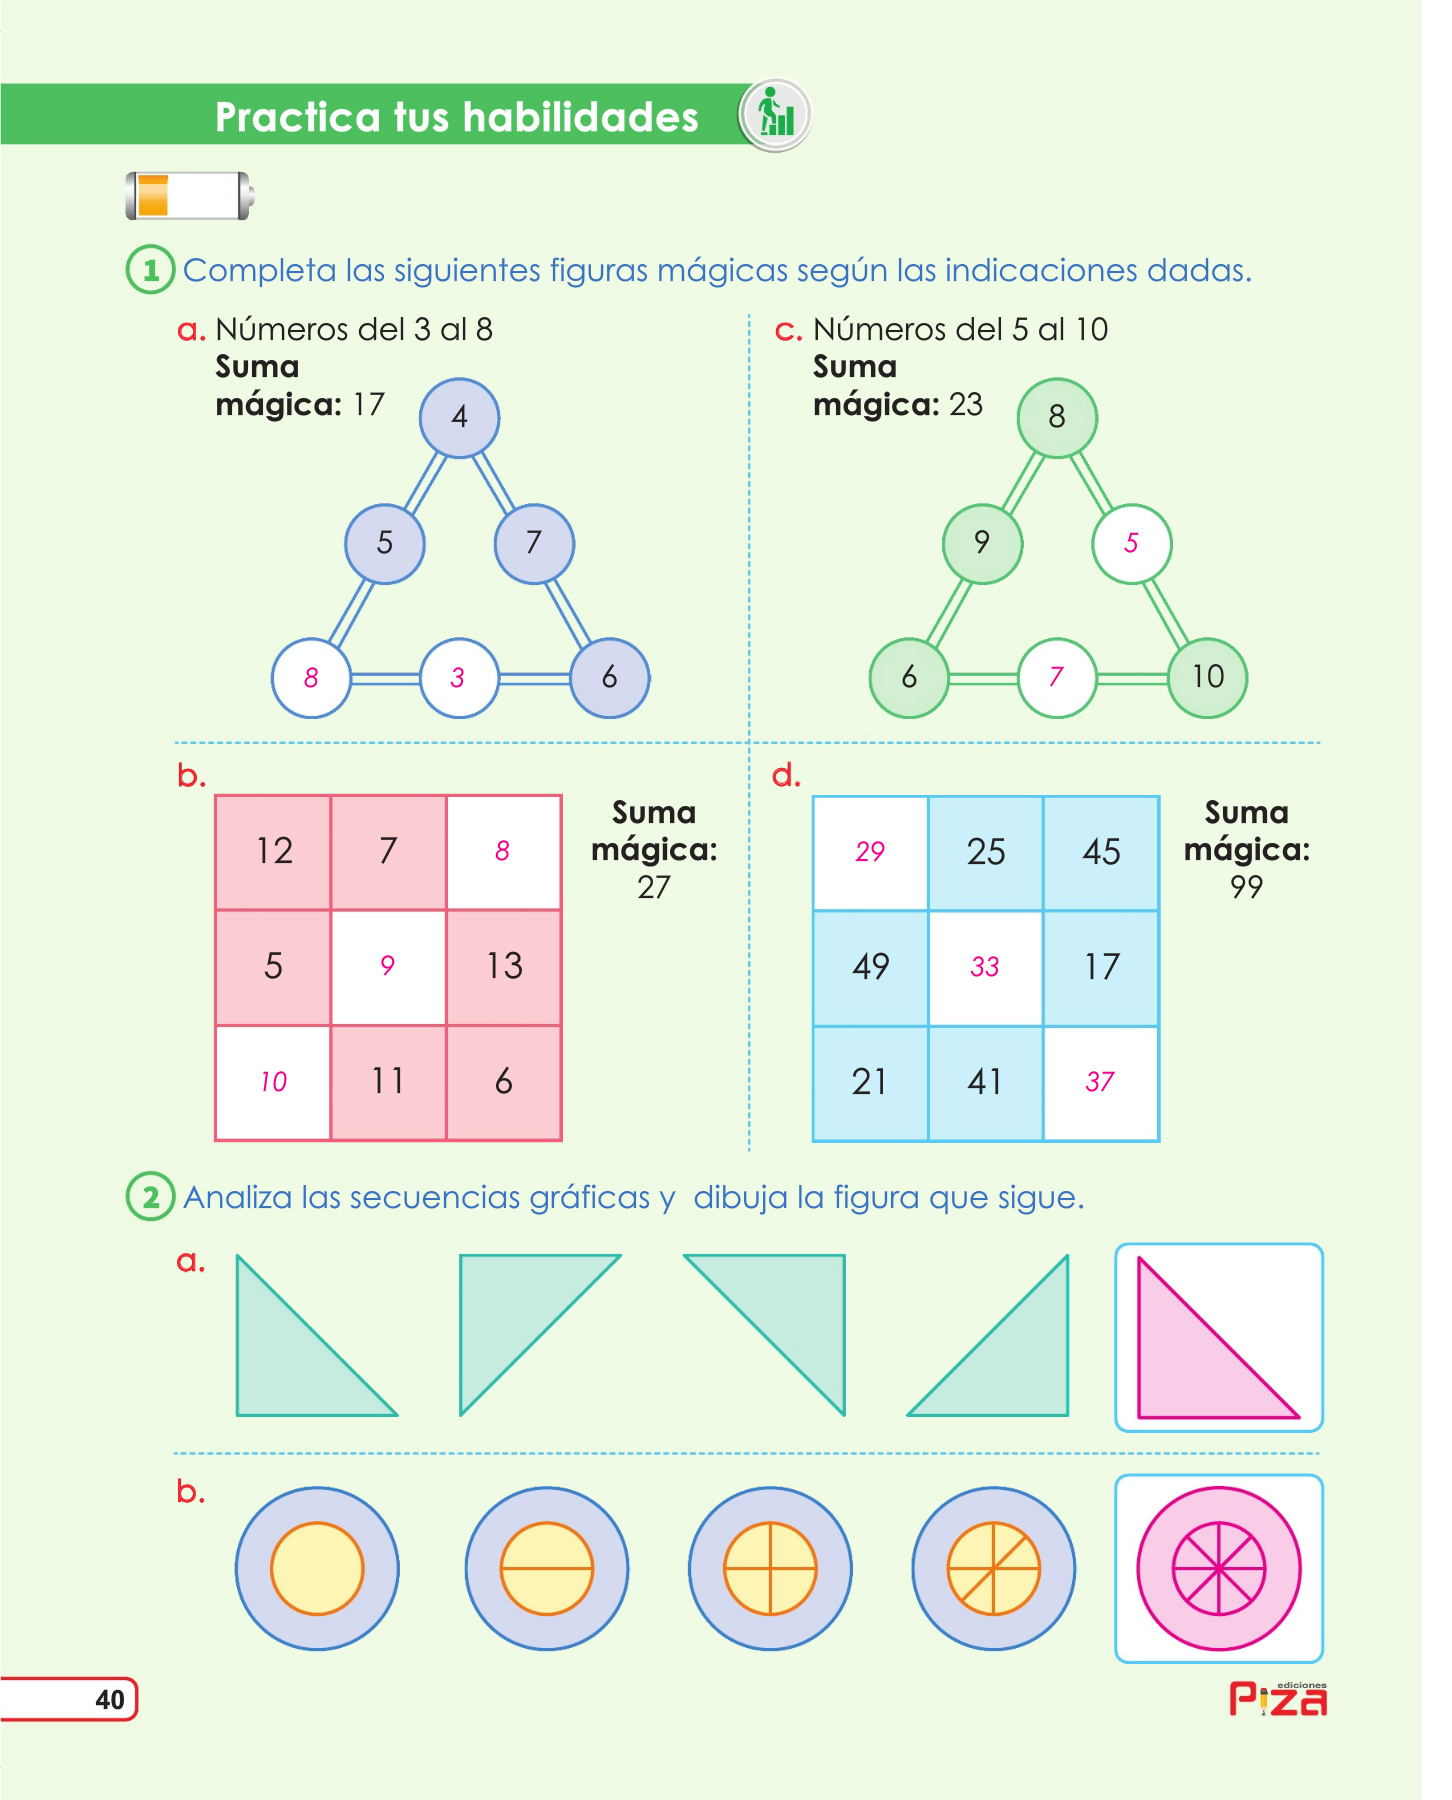 Practica tus habilidades
1 Completa las siguientes figuras mágicas según las indicaciones dadas.
a. Números del 3 al 8
Suma
mágica: 17
4
5 7
8 3 6
c. Números del 5 al 10
Suma
mágica: 23
8
9 5
6 7 10
b.
12 7 8
5 9 13
10 11 6
Suma
mágica:
27
d.
29 25 45
49 33 17
21 41 37
Suma
mágica:
99
2 Analiza las secuencias gráficas y dibuja la figura que sigue.
a.
b.
40
ediciones
Piza